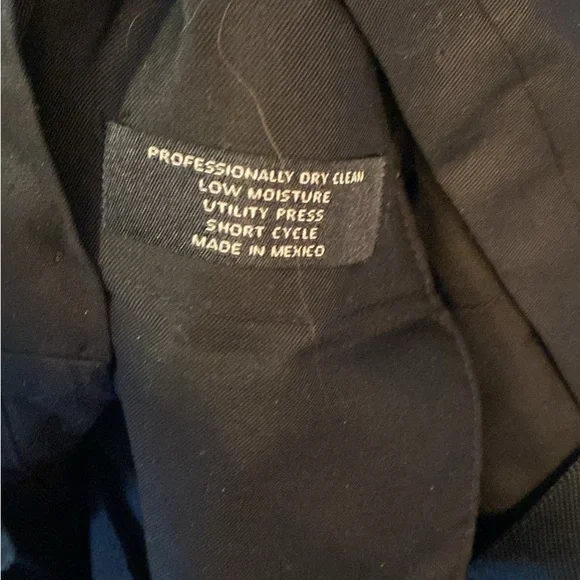 PROFESSIONALLY DRY CLEAN
LOW MOISTURE
UTILITY PRESS
SHORT CYCLE
MADE IN MEXICO